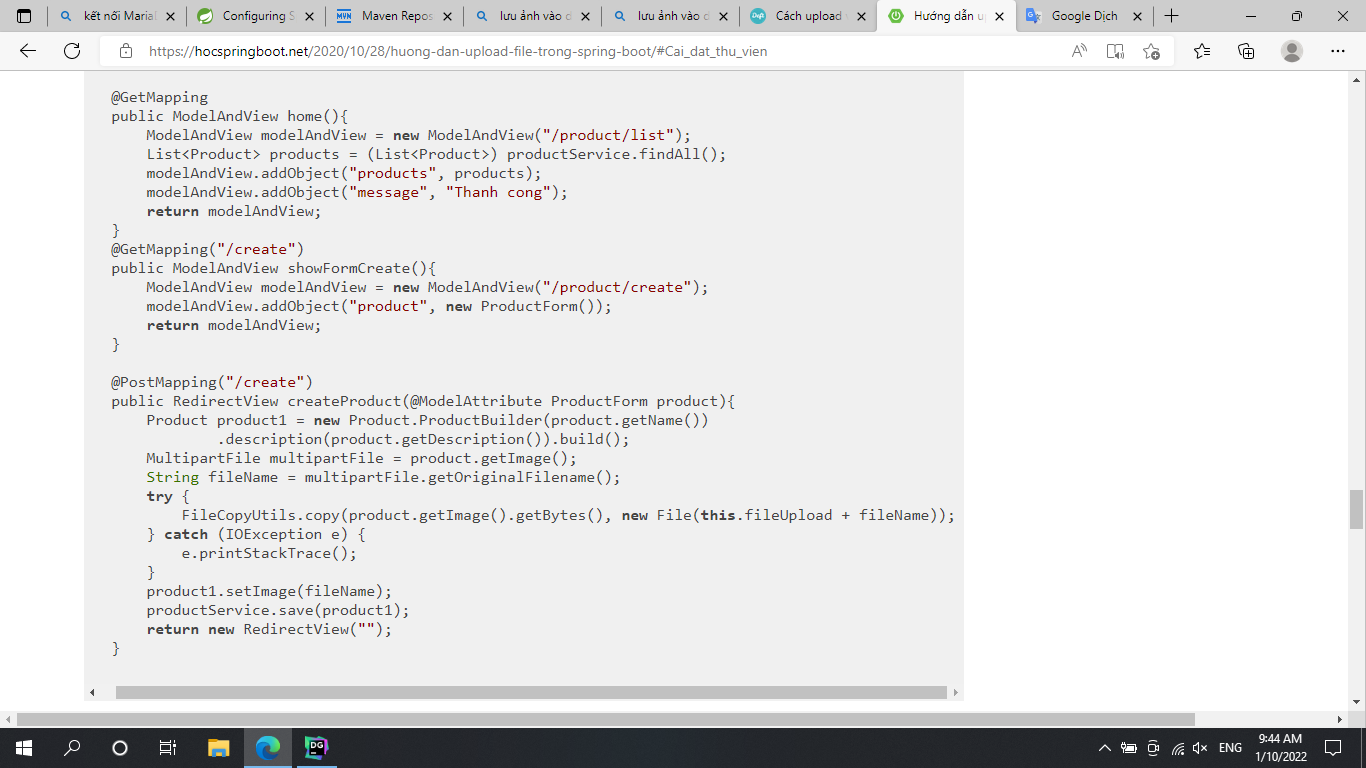 kết nối Maria
Configuring S
Maven Repos
lưu ảnh vào d
lưu ảnh vào d
Cách upload
Hướng dẫn u
Google Dịch
https://hocspringboot.net/2020/10/28/huong-dan-upload-file-trong-spring-boot/#Cai_dat_thu_vien
@GetMapping
public ModelAndView home(){
    ModelAndView modelAndView = new ModelAndView("/product/list");
    List<Product> products = (List<Product>) productService.findAll();
    modelAndView.addObject("products", products);
    modelAndView.addObject("message", "Thanh cong");
    return modelAndView;
}
@GetMapping("/create")
public ModelAndView showFormCreate(){
    ModelAndView modelAndView = new ModelAndView("/product/create");
    modelAndView.addObject("product", new ProductForm());
    return modelAndView;
}
@PostMapping("/create")
public RedirectView createProduct(@ModelAttribute ProductForm product){
    Product product1 = new Product.ProductBuilder(product.getName())
            .description(product.getDescription()).build();
    MultipartFile multipartFile = product.getImage();
    String fileName = multipartFile.getOriginalFilename();
    try {
        FileCopyUtils.copy(product.getImage().getBytes(), new File(this.fileUpload + fileName));
    } catch (IOException e) {
        e.printStackTrace();
    }
    product1.setImage(fileName);
    productService.save(product1);
    return new RedirectView("");
}
DG
ENG
9:44 AM
1/10/2022